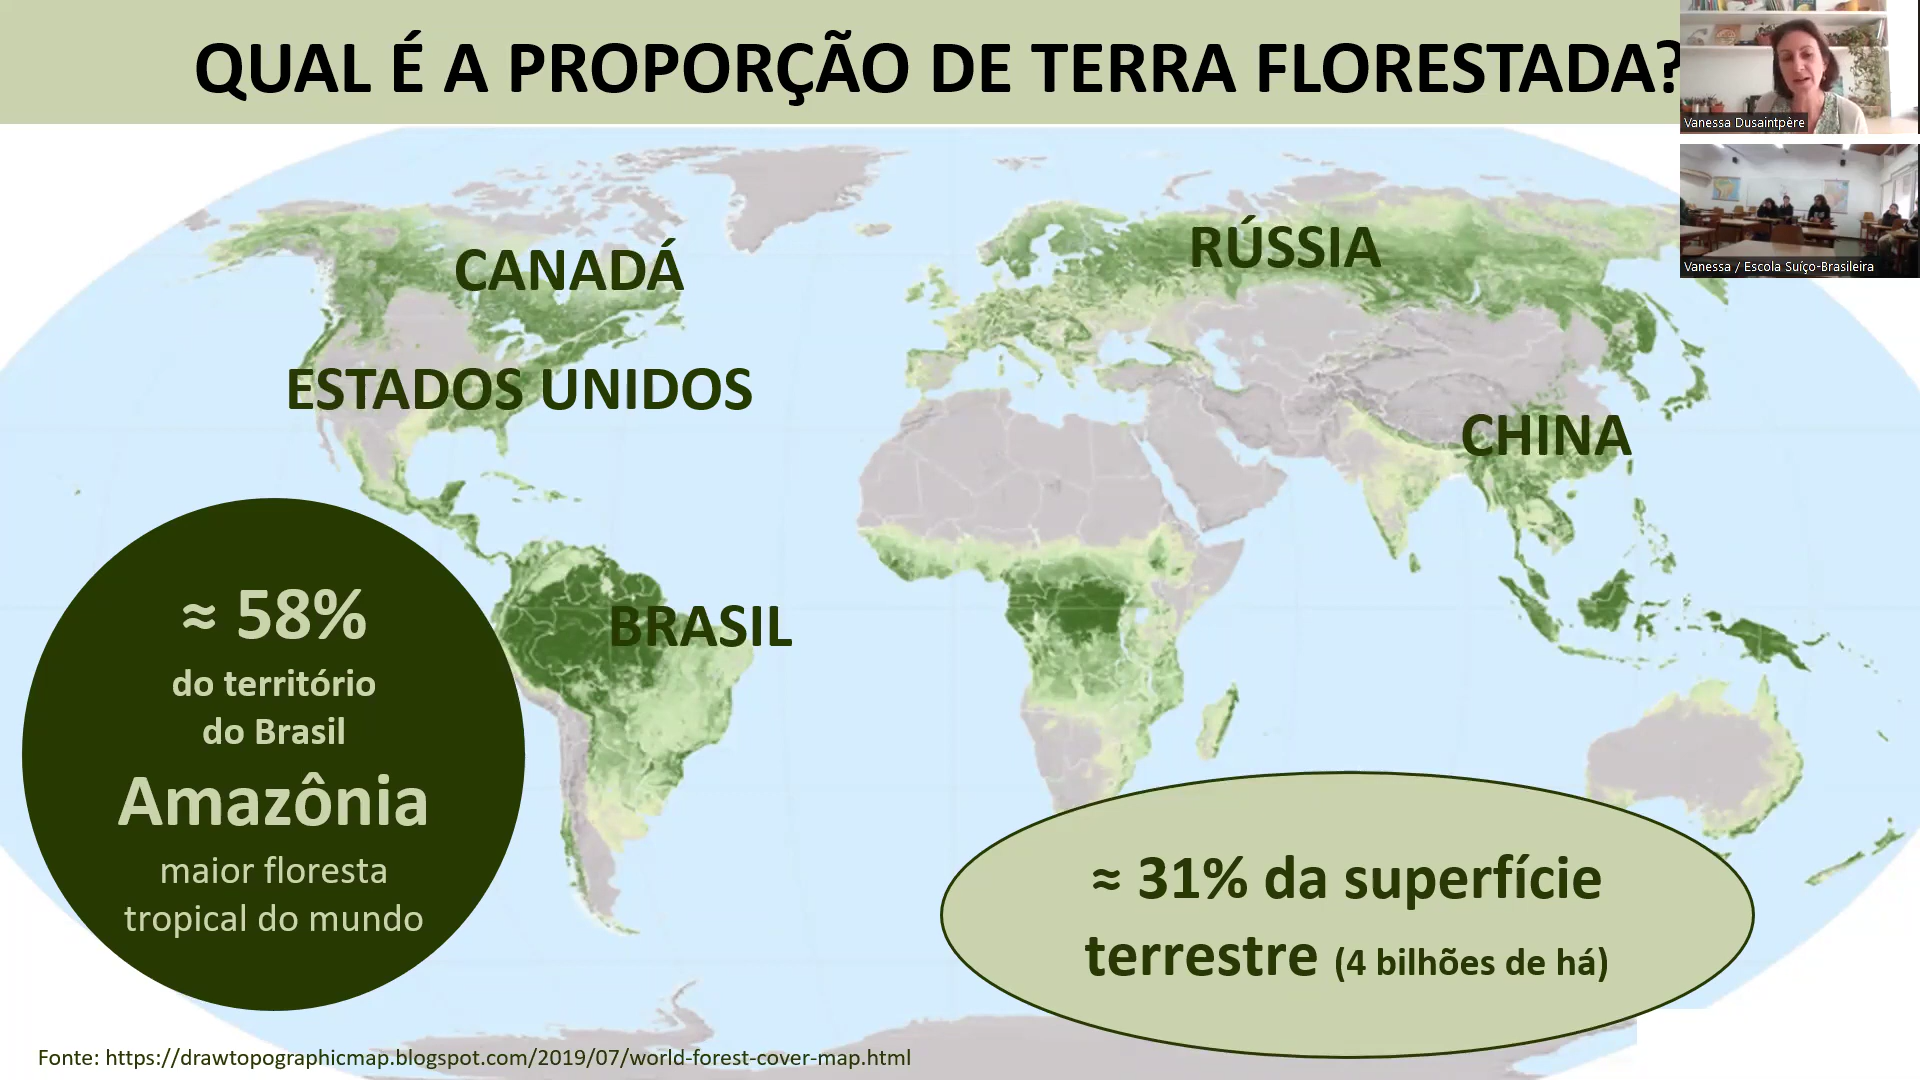 QUAL É A PROPORÇÃO DE TERRA FLORESTADA?
Vanessa Dusaintpère
Vanessa / Escola Suíço-Brasileira
CANADÁ
RÚSSIA
ESTADOS UNIDOS
CHINA
BRASIL
≈ 58%
do território
do Brasil
Amazônia
maior floresta
tropical do mundo
≈ 31% da superfície
terrestre (4 bilhões de há)
Fonte: https://drawtopographicmap.blogspot.com/2019/07/world-forest-cover-map.html